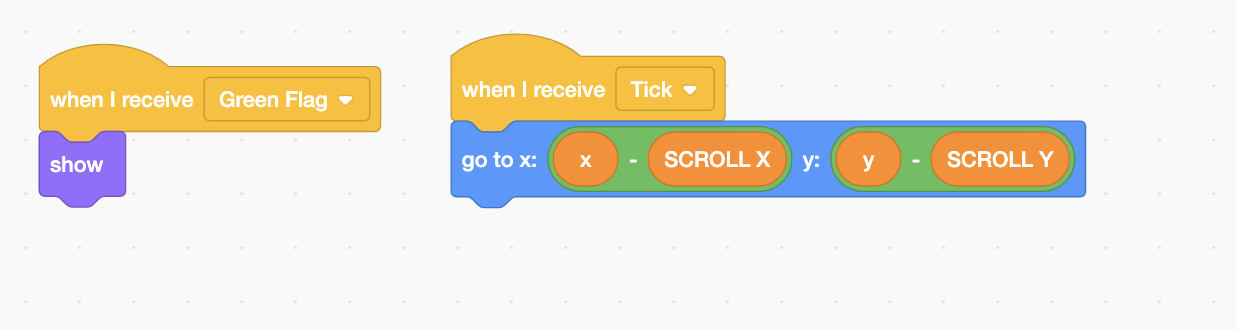 when I receive Green Flag
show
when I receive Tick
go to x: x - SCROLL X y: y - SCROLL Y